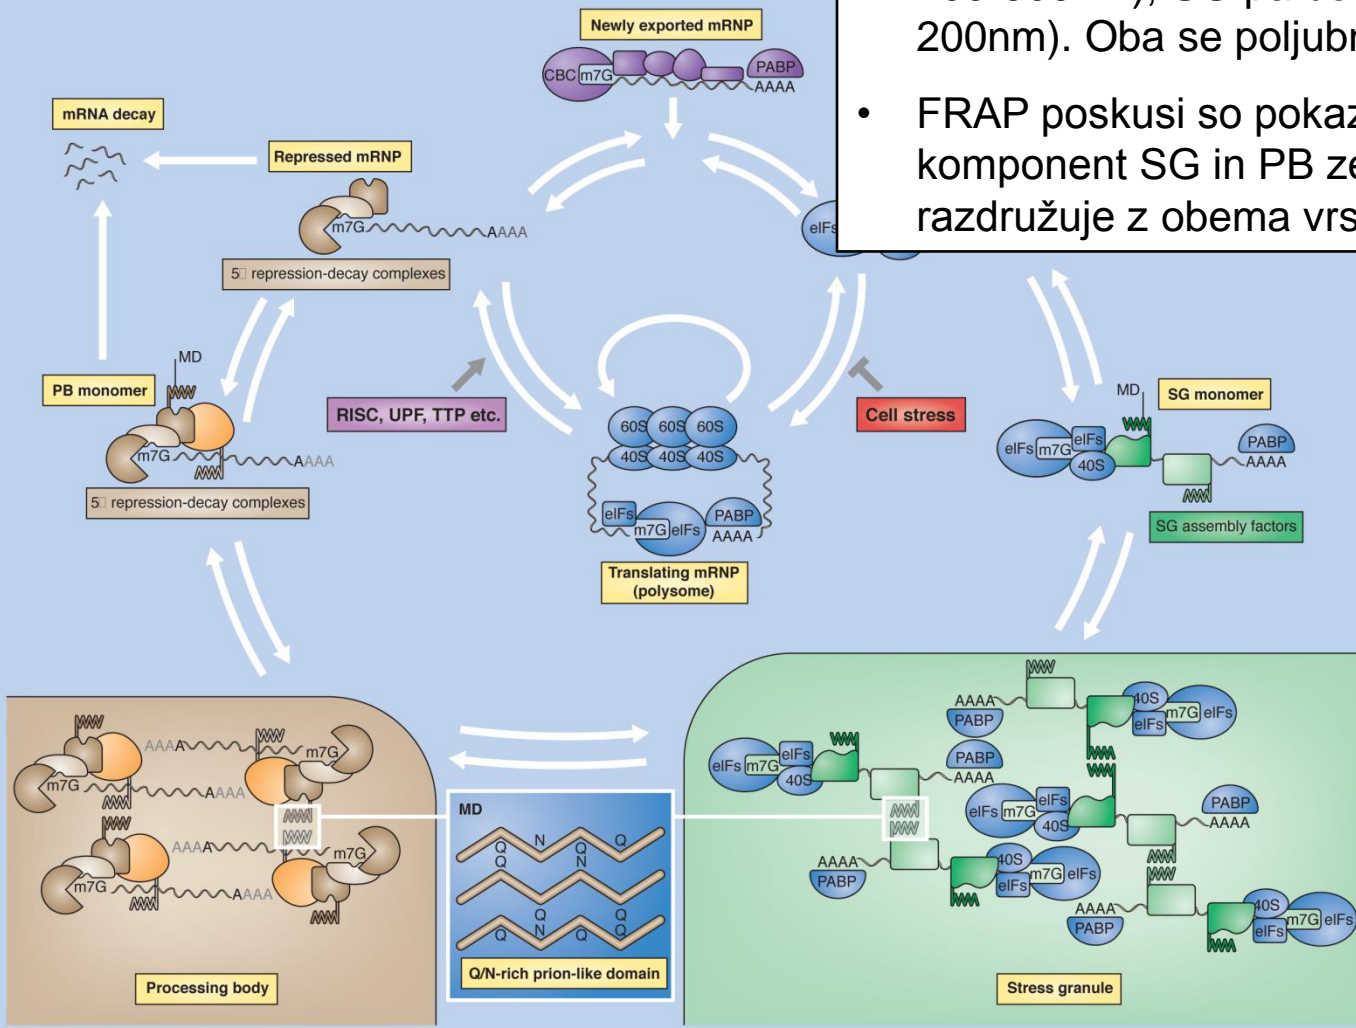 200nm). Oba se
• FRAP poskusi so
komponent SG in PB
razdružuje z obema
Newly exported mRNP
CBC m7G PABP
AAAA
mRNA decay
Repressed mRNP
m7G AAAA
5 repression-decay complexes
eIFs
MD
PB monomer
m7G AAAA
5 repression-decay complexes
RISC, UPF, TTP etc.
Cell stress
60S 60S 60S
40S 40S 40S
eIFs m7G eIFs PABP
AAAA
Translating mRNP
(polysome)
MD
SG monomer
eIFs m7G eIFs
40S
PABP
AAAA
SG assembly factors
m7G AAAA
AAAA m7G
m7G AAAA
AAAA m7G
Processing body
MD
Q N Q Q
Q N
Q Q
Q N Q Q
Q/N-rich prion-like domain
AAAA
PABP
40S
eIFs m7G eIFs
eIFs m7G eIFs
40S
PABP
AAAA
eIFs m7G eIFs
40S
PABP
AAAA
AAAA
PABP
40S
eIFs m7G eIFs
AAAA
PABP
40S
eIFs m7G eIFs
Stress granule